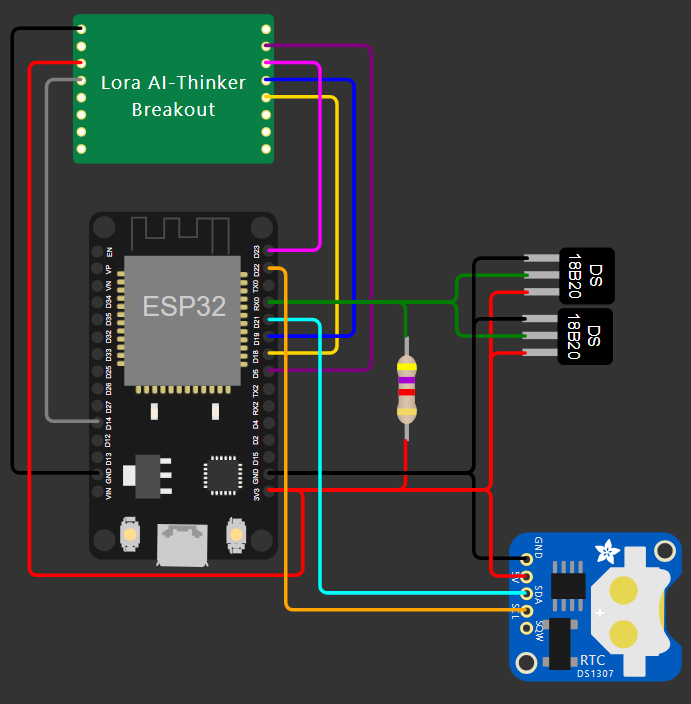 Lora AI-Thinker
Breakout
ESP32
EN
VP
VN
D34
D35
D32
D33
D25
D26
D27
D14
D12
D13
GND
VIN
D23
D22
TX0
RX0
D21
D19
D18
D5
TX2
RX2
D4
D2
D15
GND
3V3
DS
18B20
DS
18B20
GND
5V
SDA
SCL
SQW
RTC
DS1307